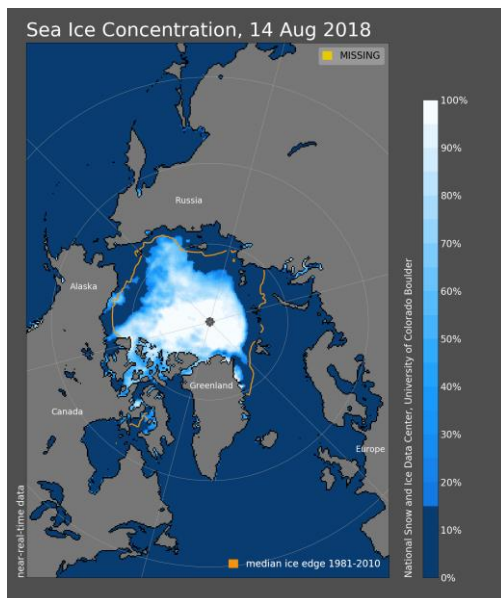 Sea Ice Concentration, 14 Aug 2018
MISSING
Russia
Alaska
Canada
Greenland
Europe
near-real-time data
median ice edge 1981-2010
100%
90%
80%
70%
60%
50%
40%
30%
20%
10%
0%
National Snow and Ice Data Center, University of Colorado Boulder